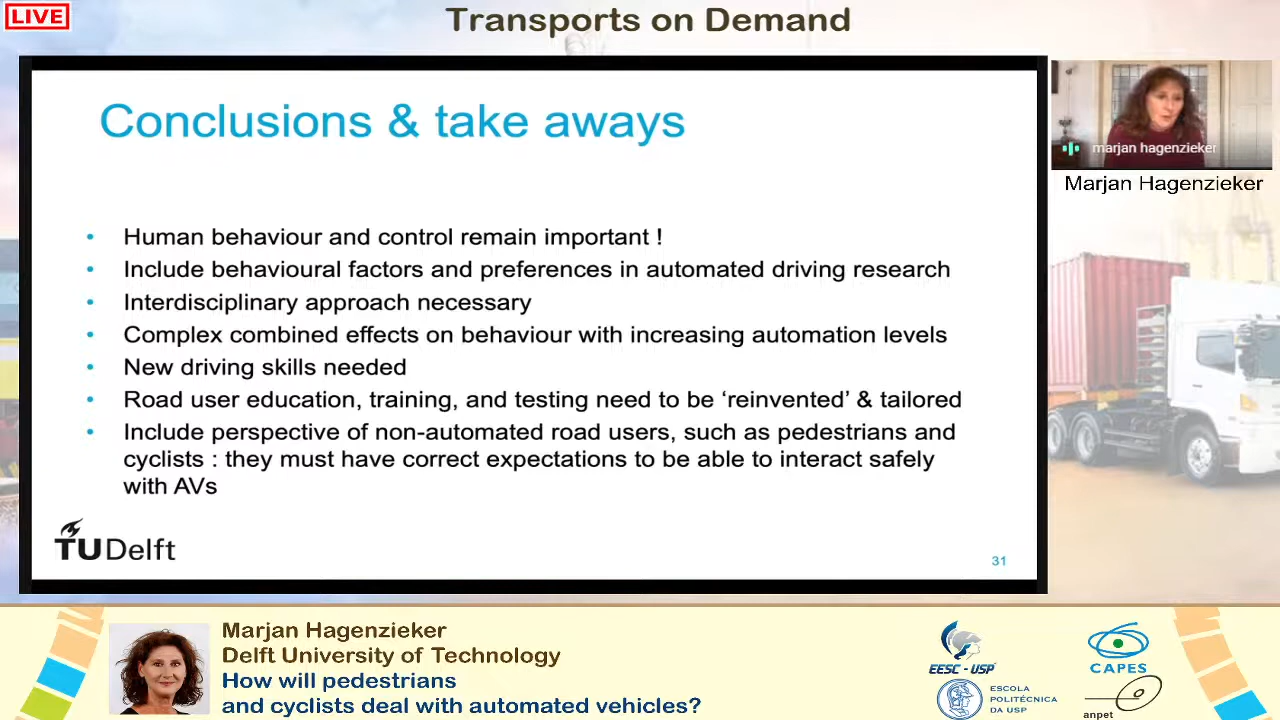 LIVE
Transports on Demand
Conclusions & take aways
• Human behaviour and control remain important !
• Include behavioural factors and preferences in automated driving research
• Interdisciplinary approach necessary
• Complex combined effects on behaviour with increasing automation levels
• New driving skills needed
• Road user education, training, and testing need to be ‘reinvented’ & tailored
• Include perspective of non-automated road users, such as pedestrians and
cyclists : they must have correct expectations to be able to interact safely
with AVs
TU Delft
31
marjan hagenzieker
Marjan Hagenzieker
Marjan Hagenzieker
Delft University of Technology
How will pedestrians
and cyclists deal with automated vehicles?
EESC - USP
CAPES
ESCOLA
POLITÉCNICA
DA USP
anpet